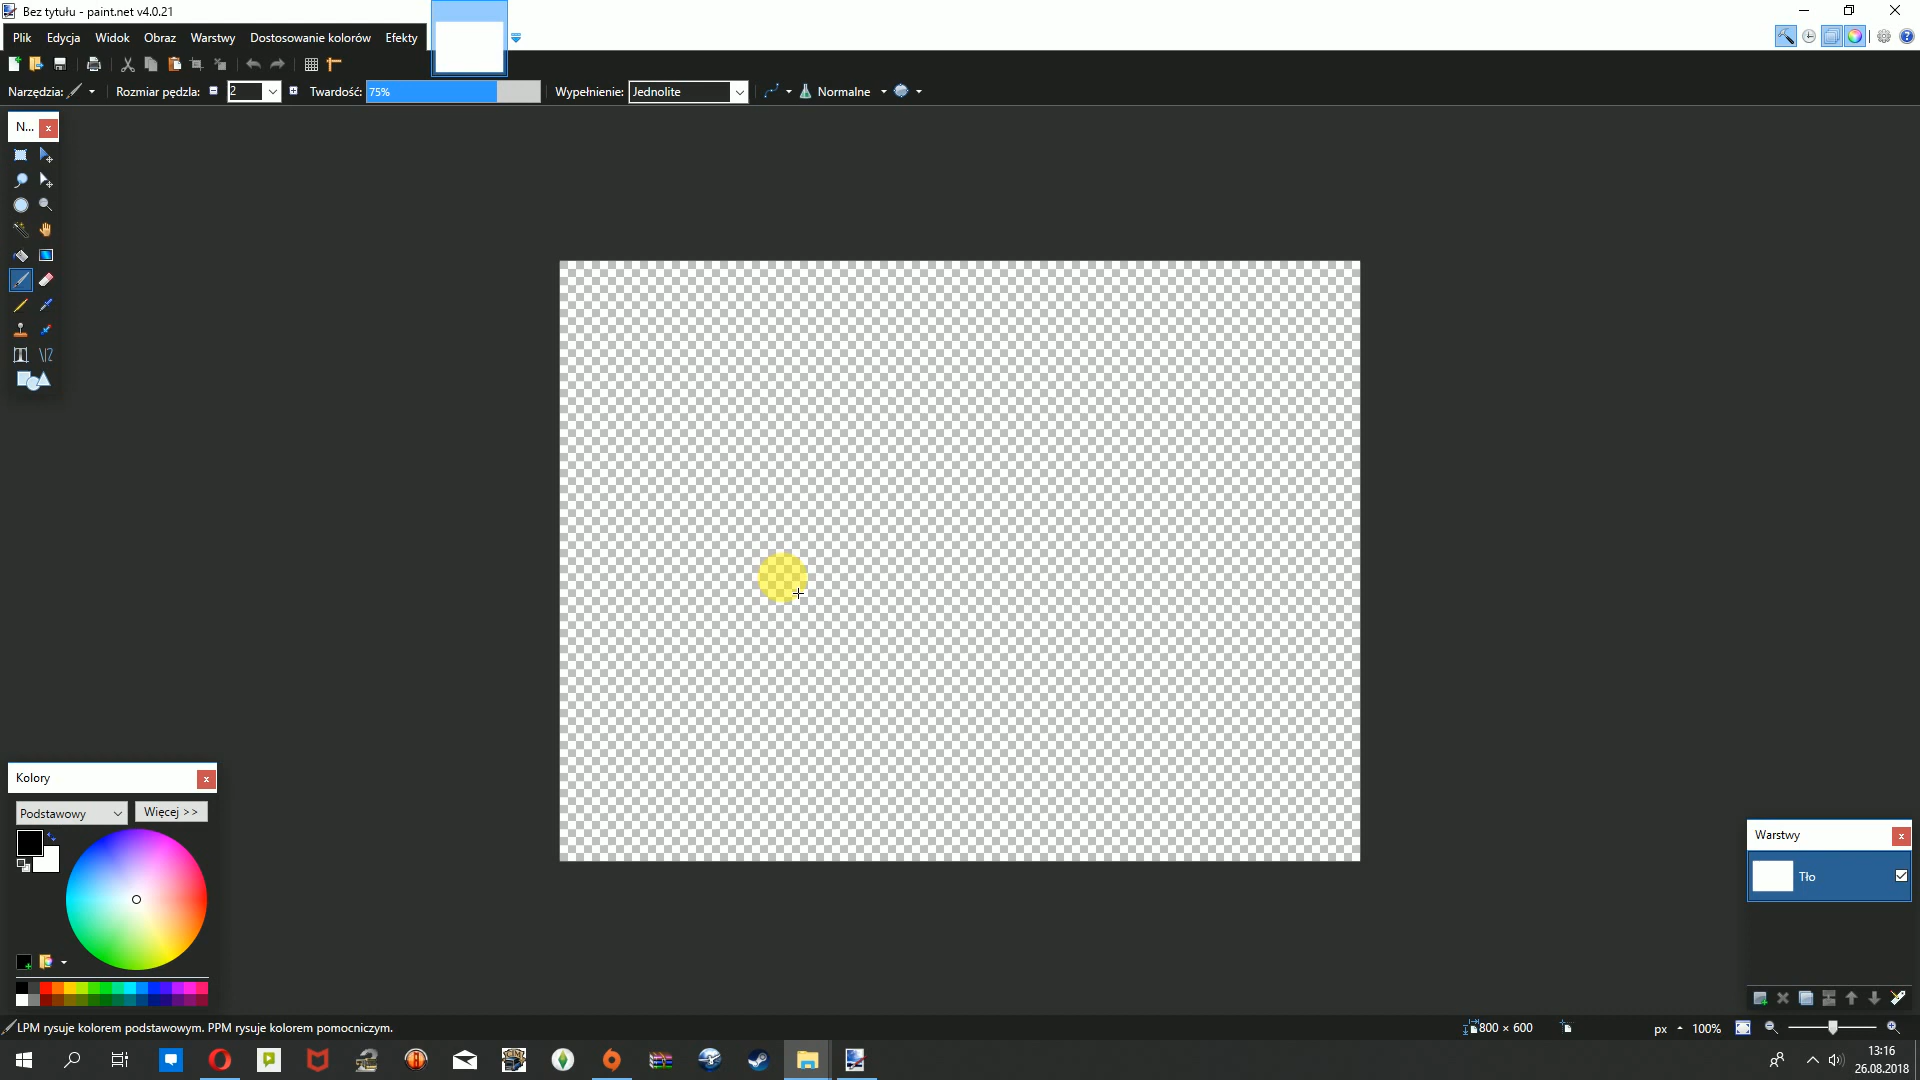 Bez tytułu - paint.net v4.0.21
Plik Edycja Widok Obraz Warstwy Dostosowanie kolorów Efekty
Narzędzia: Rozmiar pędzla: 2 Twardość: 75% Wypełnienie: Jednolite Normalne
N...
Kolory
Podstawowy Więcej >>
Warstwy
Tło
LPM rysuje kolorem podstawowym. PPM rysuje kolorem pomocniczym.
800 × 600 px 100%
13:16
26.08.2018